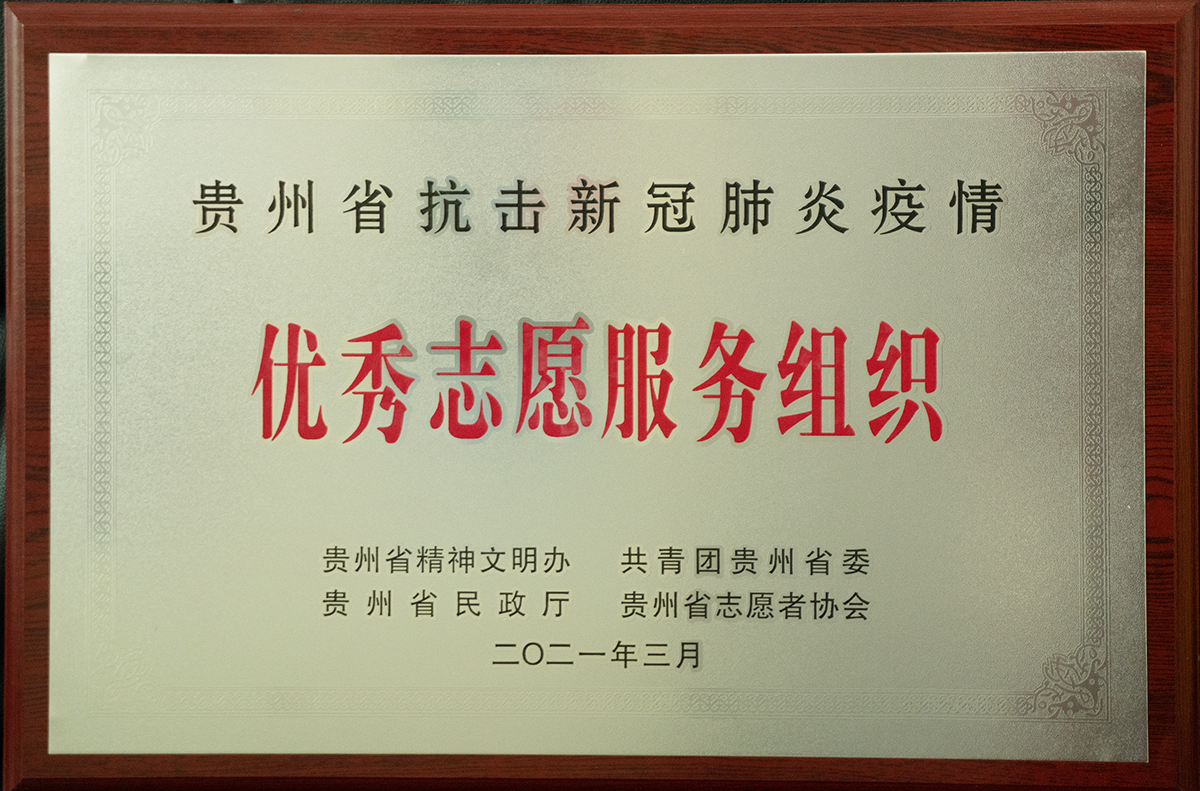 贵州省抗击新冠肺炎疫情
优秀志愿服务组织
贵州省精神文明办 共青团贵州省委
贵州省民政厅 贵州省志愿者协会
二〇二一年三月